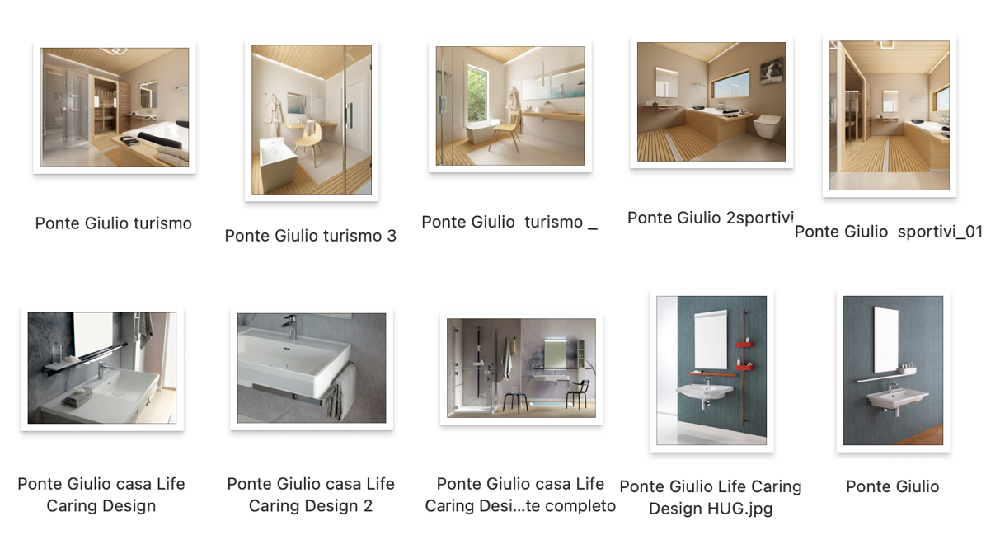 Ponte Giulio turismo
Ponte Giulio turismo 3
Ponte Giulio  turismo _
Ponte Giulio 2sportivi
Ponte Giulio  sportivi_01
Ponte Giulio casa Life
Caring Design
Ponte Giulio casa Life
Caring Design 2
Ponte Giulio casa Life
Caring Desi...te completo
Ponte Giulio Life Caring
Design HUG.jpg
Ponte Giulio